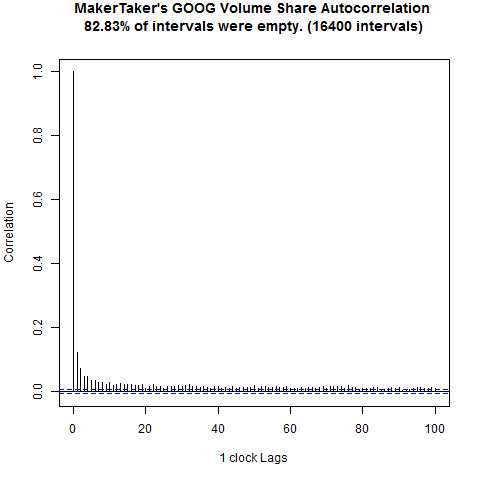 MakerTaker's GOOG Volume Share Autocorrelation
82.83% of intervals were empty. (16400 intervals)
1.0
0.8
0.6
0.4
0.2
0.0
Correlation
0 20 40 60 80 100
1 clock Lags